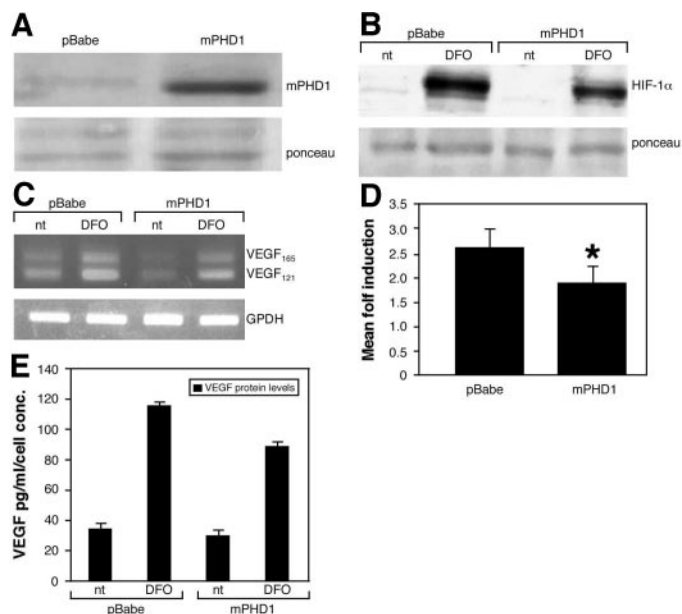 A
pBabe mPHD1
mPHD1
ponceau
B
pBabe mPHD1
nt DFO nt DFO
HIF-1α
ponceau
C
pBabe mPHD1
nt DFO nt DFO
VEGF165
VEGF121
GPDH
D
Mean folf induction
3.5
3.0
2.5
2.0
1.5
1.0
0.5
0
*
pBabe mPHD1
E
VEGF pg/ml/cell conc.
140
120
100
80
60
40
20
0
VEGF protein levels
nt DFO nt DFO
pBabe mPHD1